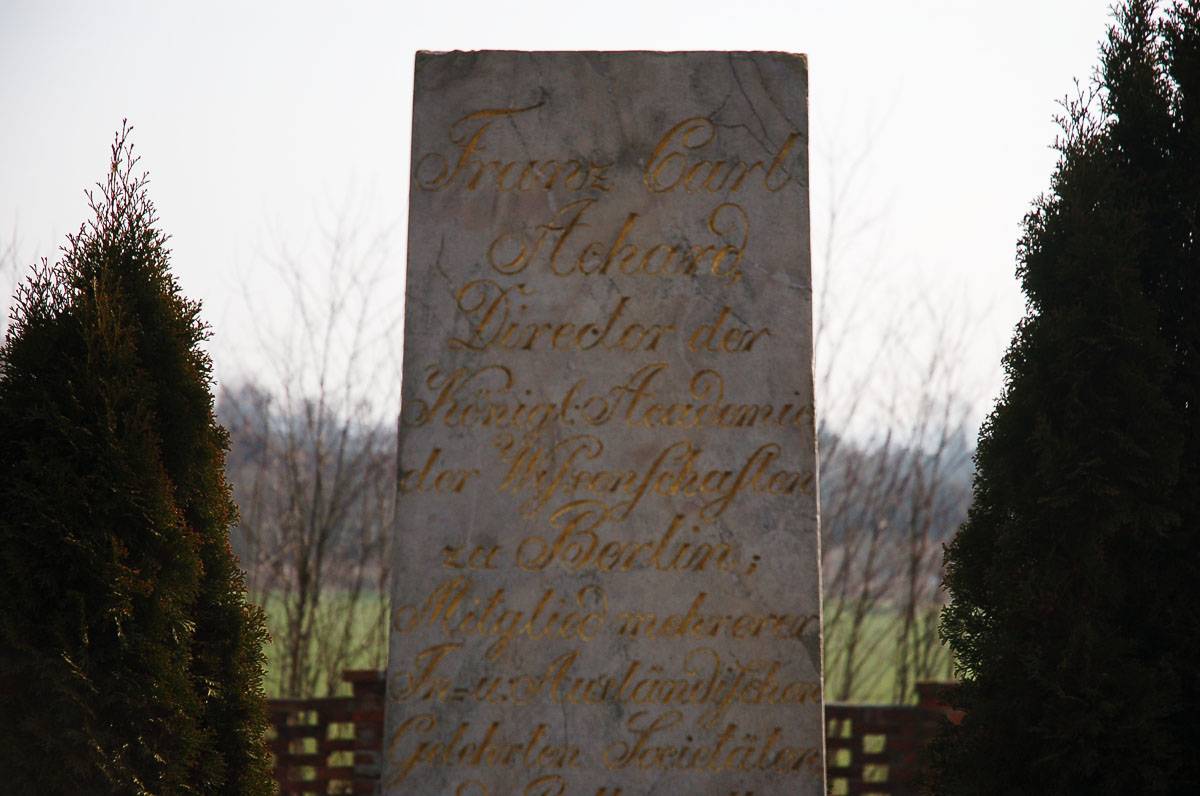 Franz Carl
Achard,
Director der
Königl: Academie
der Wiſsenschaften
zu Berlin;
Mitglied mehrerer
In=u. Ausländiſcher
Gelehrten Societäten